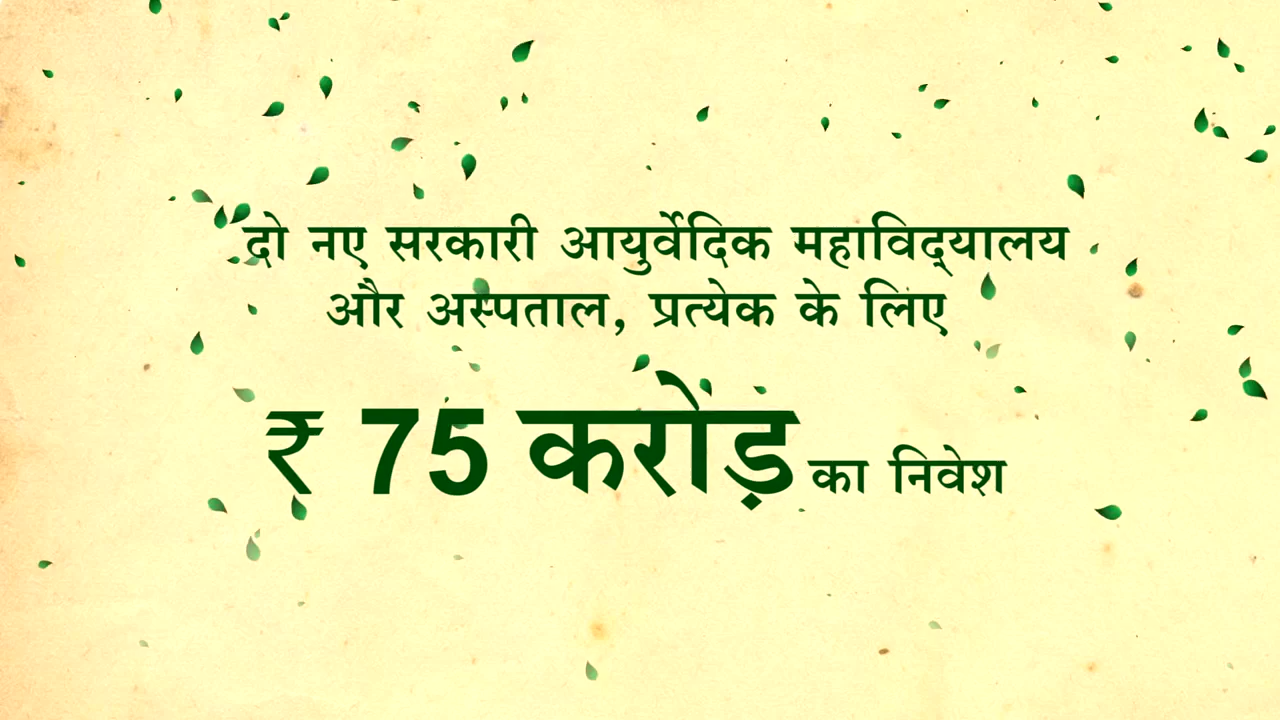 दो नए सरकारी आयुर्वेदिक महाविद्‌यालय
और अस्पताल, प्रत्येक के लिए
₹ 75 करोड़ का निवेश